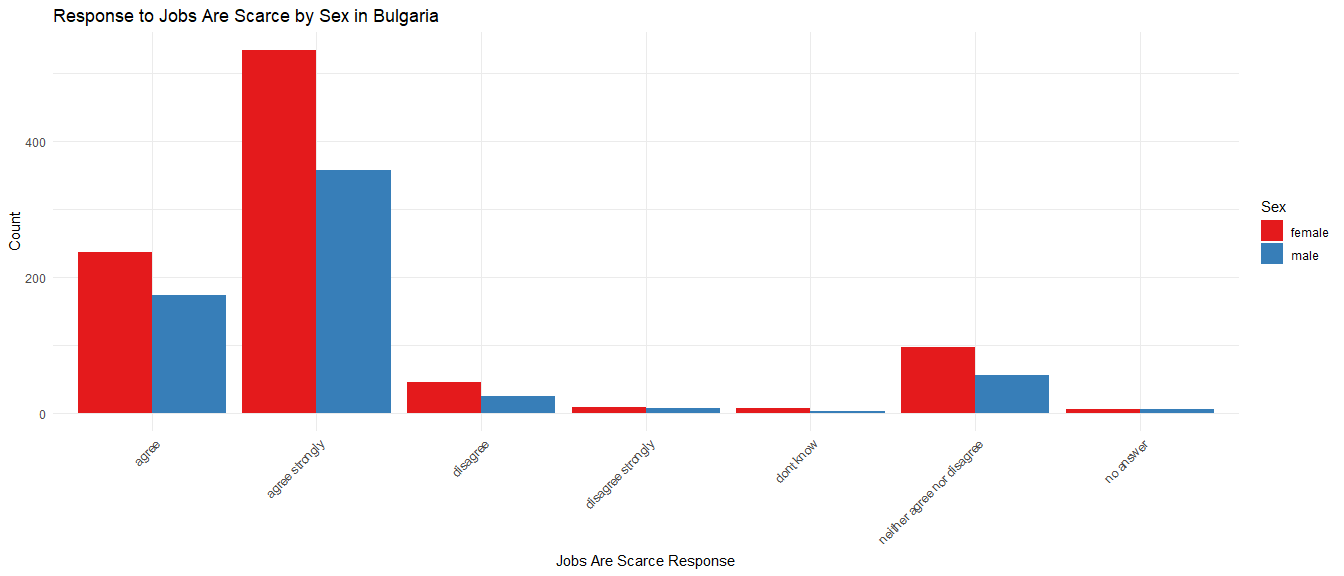 Response to Jobs Are Scarce by Sex in Bulgaria
Count
400
200
0
agree
agree strongly
disagree
disagree strongly
dont know
neither agree nor disagree
no answer
Jobs Are Scarce Response
Sex
female
male